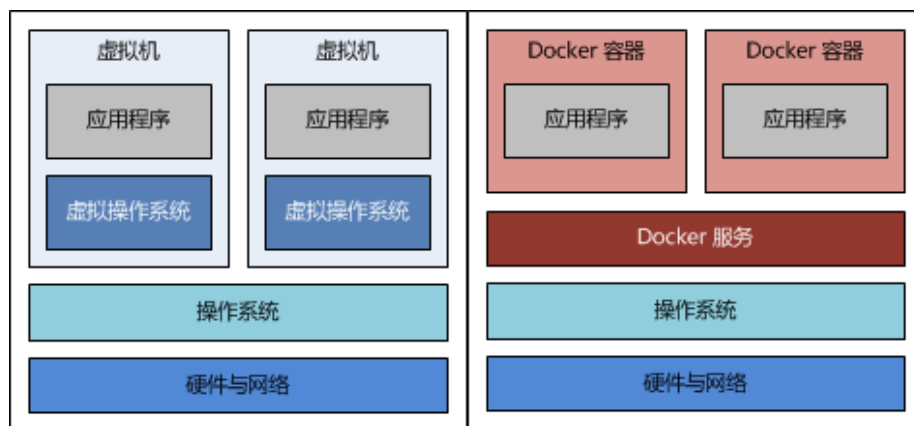 虚拟机
虚拟机
应用程序
应用程序
虚拟操作系统
虚拟操作系统
操作系统
硬件与网络
Docker 容器
Docker 容器
应用程序
应用程序
Docker 服务
操作系统
硬件与网络